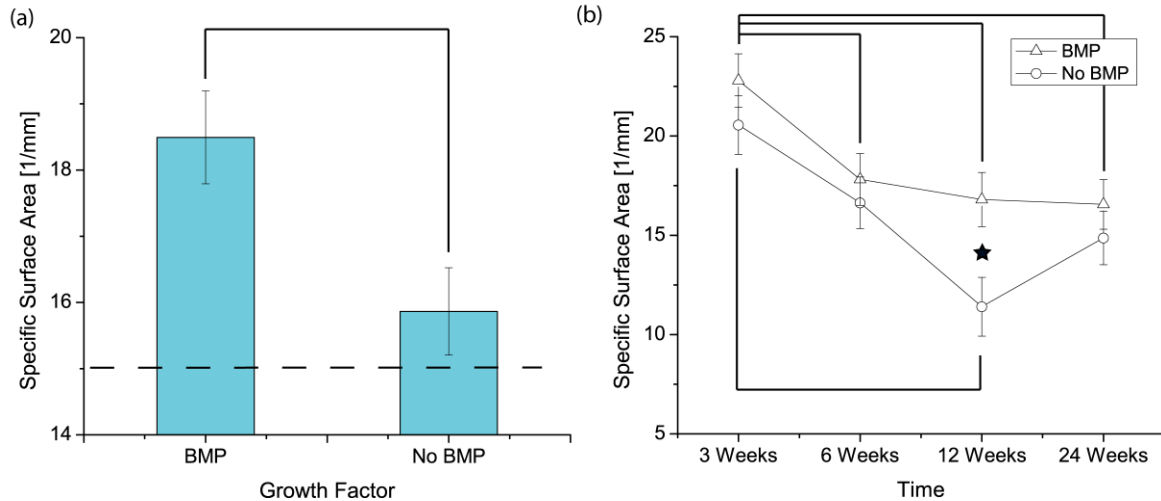 (a)
20
18
16
14
Specific Surface Area [1/mm]
BMP
No BMP
Growth Factor
(b)
25
20
15
10
5
Specific Surface Area [1/mm]
BMP
No BMP
3 Weeks
6 Weeks
12 Weeks
24 Weeks
Time